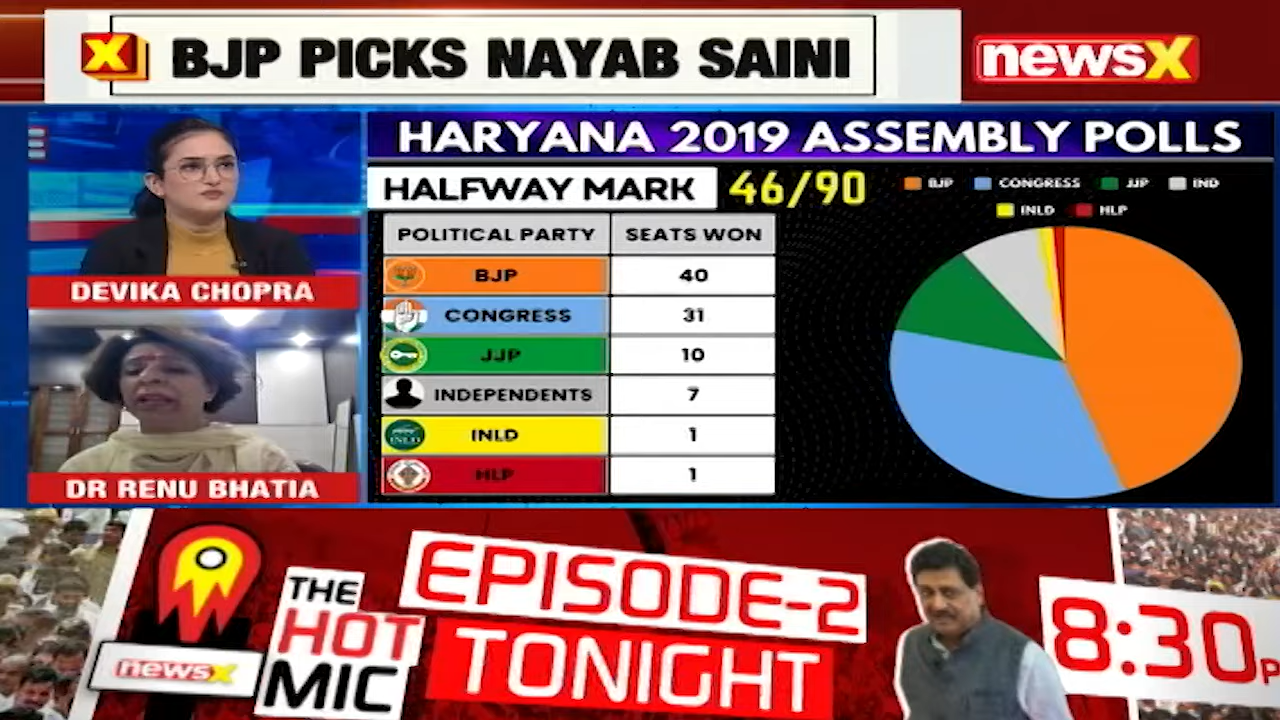 X
BJP PICKS NAYAB SAINI
newsX
HARYANA 2019 ASSEMBLY POLLS
HALFWAY MARK 46/90
BJP CONGRESS JJP IND
INLD HLP
POLITICAL PARTY SEATS WON
BJP 40
CONGRESS 31
JJP 10
INDEPENDENTS 7
INLD 1
HLP 1
DEVIKA CHOPRA
DR RENU BHATIA
newsX
THE
HOT
MIC
EPISODE-2
TONIGHT
8:30P